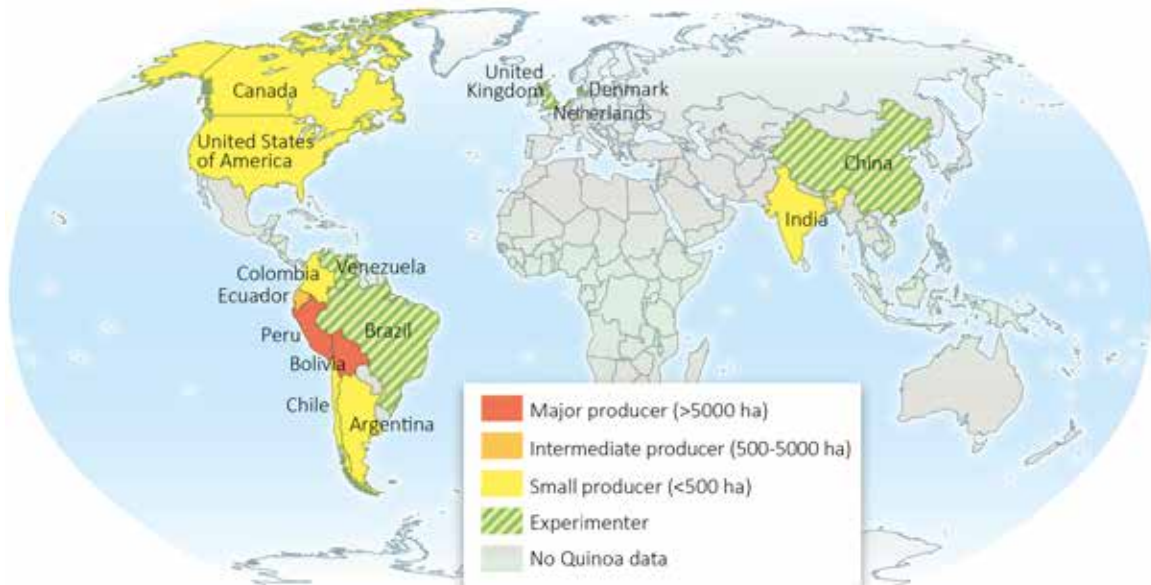 Canada
United States
of America
United
Kingdom
Denmark
Netherlands
China
India
Colombia
Venezuela
Ecuador
Peru
Brazil
Bolivia
Chile
Argentina
Major producer (>5000 ha)
Intermediate producer (500-5000 ha)
Small producer (<500 ha)
Experimenter
No Quinoa data